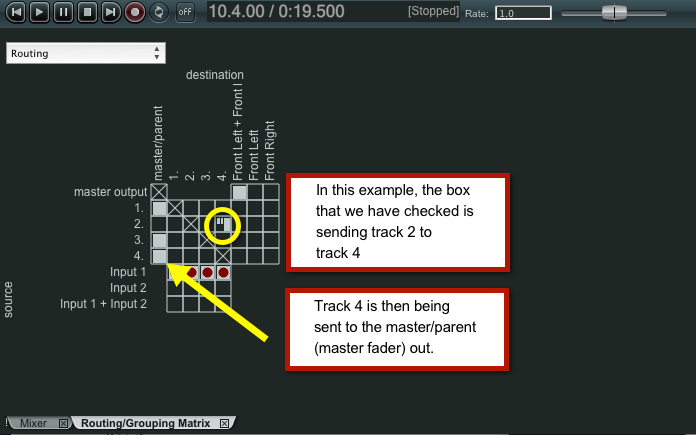 off
10.4.00 / 0:19.500
[Stopped]
Rate:
1.0
Routing
destination
master/parent
1.
2.
3.
4.
Front Left + Front
Front Left
Front Right
master output
1.
2.
3.
4.
Input 1
Input 2
Input 1 + Input 2
source
In this example, the box
that we have checked is
sending track 2 to
track 4
Track 4 is then being
sent to the master/parent
(master fader) out.
Mixer
Routing/Grouping Matrix